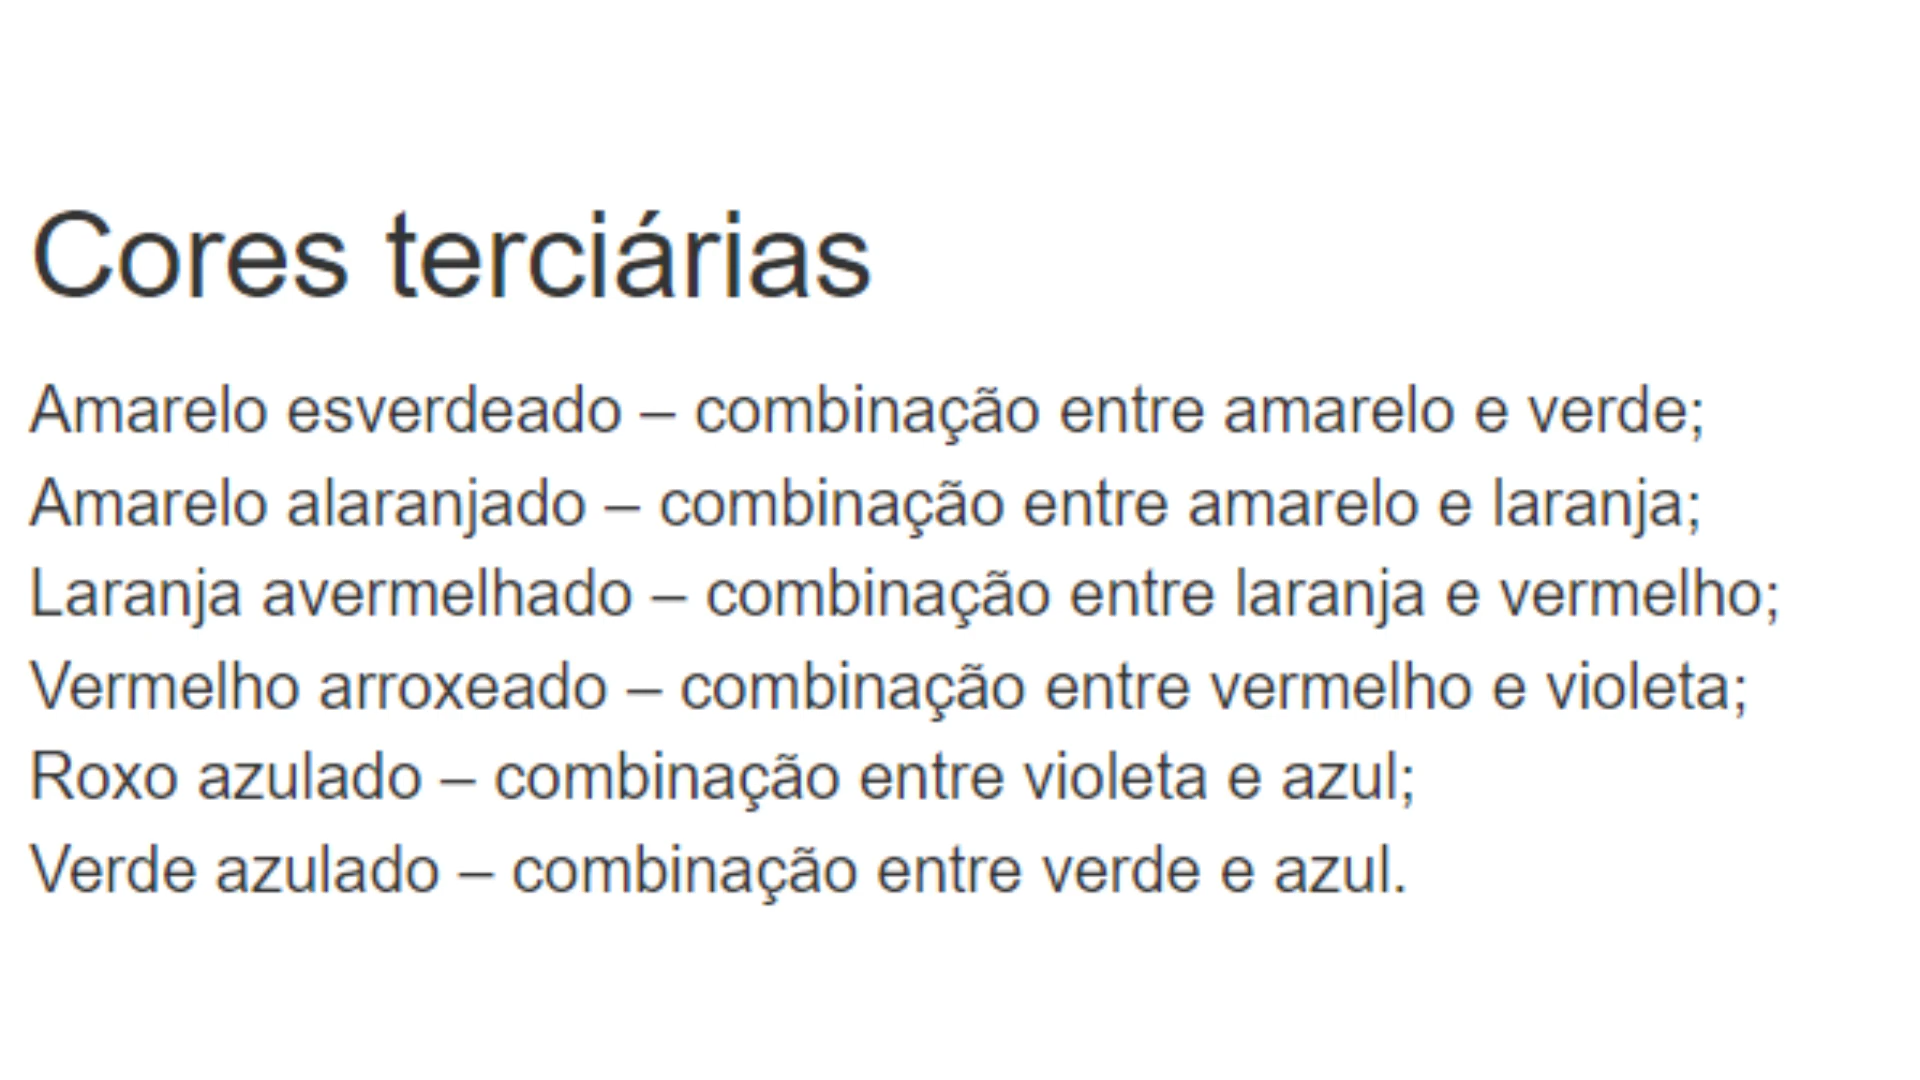 Cores terciárias
Amarelo esverdeado – combinação entre amarelo e verde;
Amarelo alaranjado – combinação entre amarelo e laranja;
Laranja avermelhado – combinação entre laranja e vermelho;
Vermelho arroxeado – combinação entre vermelho e violeta;
Roxo azulado – combinação entre violeta e azul;
Verde azulado – combinação entre verde e azul.